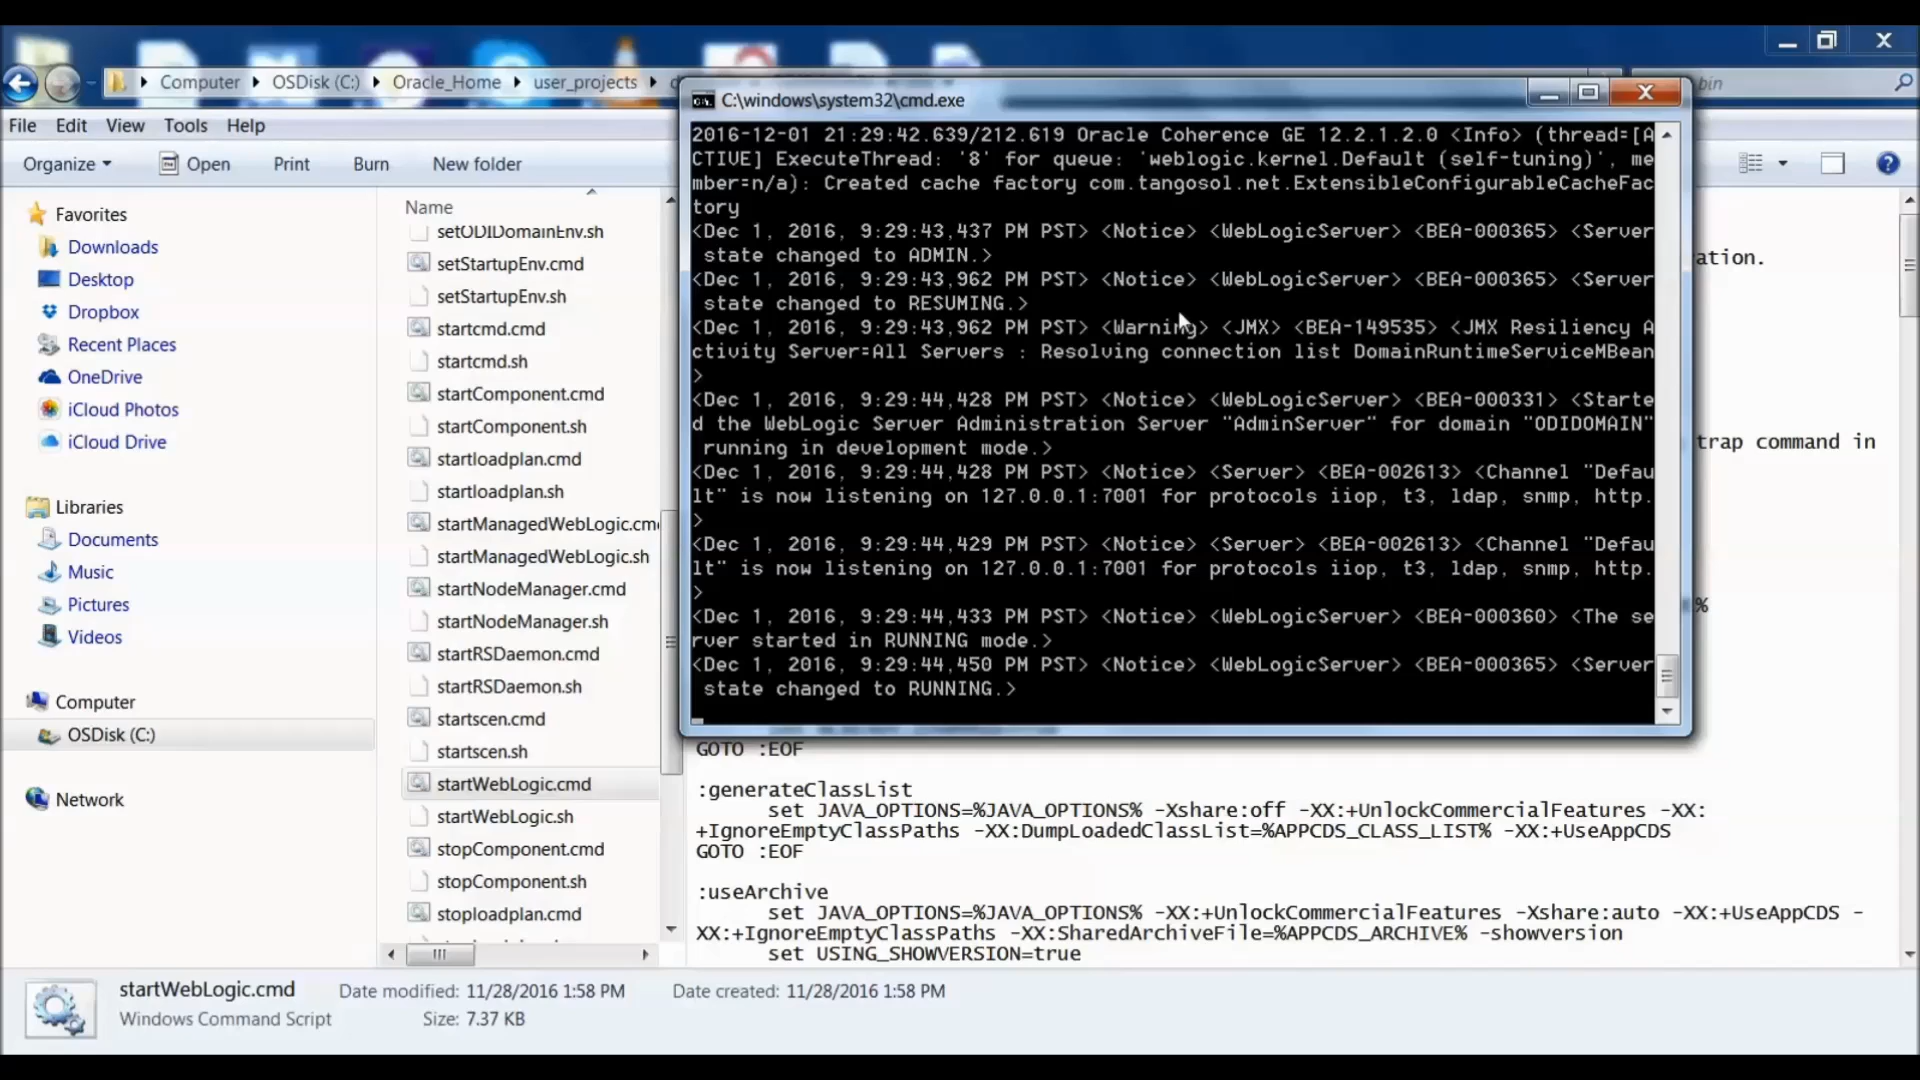 Computer ▸ OSDisk (C:) ▸ Oracle_Home ▸ user_projects ▸
bin
File Edit View Tools Help
Organize Open Print Burn New folder
Favorites
Downloads
Desktop
Dropbox
Recent Places
OneDrive
iCloud Photos
iCloud Drive
Libraries
Documents
Music
Pictures
Videos
Computer
OSDisk (C:)
Network
Name
setODIDomainEnv.sh
setStartupEnv.cmd
setStartupEnv.sh
startcmd.cmd
startcmd.sh
startComponent.cmd
startComponent.sh
startloadplan.cmd
startloadplan.sh
startManagedWebLogic.cm
startManagedWebLogic.sh
startNodeManager.cmd
startNodeManager.sh
startRSDaemon.cmd
startRSDaemon.sh
startscen.cmd
startscen.sh
startWebLogic.cmd
startWebLogic.sh
stopComponent.cmd
stopComponent.sh
stoploadplan.cmd
C:\windows\system32\cmd.exe
2016-12-01 21:29:42.639/212.619 Oracle Coherence GE 12.2.1.2.0 <Info> (thread=[A
CTIVE] ExecuteThread: '8' for queue: 'weblogic.kernel.Default (self-tuning)', me
mber=n/a): Created cache factory com.tangosol.net.ExtensibleConfigurableCacheFac
tory
<Dec 1, 2016, 9:29:43,437 PM PST> <Notice> <WebLogicServer> <BEA-000365> <Server
state changed to ADMIN.>
<Dec 1, 2016, 9:29:43,962 PM PST> <Notice> <WebLogicServer> <BEA-000365> <Server
state changed to RESUMING.>
<Dec 1, 2016, 9:29:43,962 PM PST> <Warning> <JMX> <BEA-149535> <JMX Resiliency A
ctivity Server=All Servers : Resolving connection list DomainRuntimeServiceMBean
>
<Dec 1, 2016, 9:29:44,428 PM PST> <Notice> <WebLogicServer> <BEA-000331> <Starte
d the WebLogic Server Administration Server "AdminServer" for domain "ODIDOMAIN"
running in development mode.>
<Dec 1, 2016, 9:29:44,428 PM PST> <Notice> <Server> <BEA-002613> <Channel "Defau
lt" is now listening on 127.0.0.1:7001 for protocols iiop, t3, ldap, snmp, http.
>
<Dec 1, 2016, 9:29:44,429 PM PST> <Notice> <Server> <BEA-002613> <Channel "Defau
lt" is now listening on 127.0.0.1:7001 for protocols iiop, t3, ldap, snmp, http.
>
<Dec 1, 2016, 9:29:44,433 PM PST> <Notice> <WebLogicServer> <BEA-000360> <The se
rver started in RUNNING mode.>
<Dec 1, 2016, 9:29:44,450 PM PST> <Notice> <WebLogicServer> <BEA-000365> <Server
state changed to RUNNING.>
ation.
trap command in
%
GOTO :EOF
:generateClassList
set JAVA_OPTIONS=%JAVA_OPTIONS% -Xshare:off -XX:+UnlockCommercialFeatures -XX:
+IgnoreEmptyClassPaths -XX:DumpLoadedClassList=%APPCDS_CLASS_LIST% -XX:+UseAppCDS
GOTO :EOF
:useArchive
set JAVA_OPTIONS=%JAVA_OPTIONS% -XX:+UnlockCommercialFeatures -Xshare:auto -XX:+UseAppCDS -
XX:+IgnoreEmptyClassPaths -XX:SharedArchiveFile=%APPCDS_ARCHIVE% -showversion
set USING_SHOWVERSION=true
startWebLogic.cmd Date modified: 11/28/2016 1:58 PM Date created: 11/28/2016 1:58 PM
Windows Command Script Size: 7.37 KB